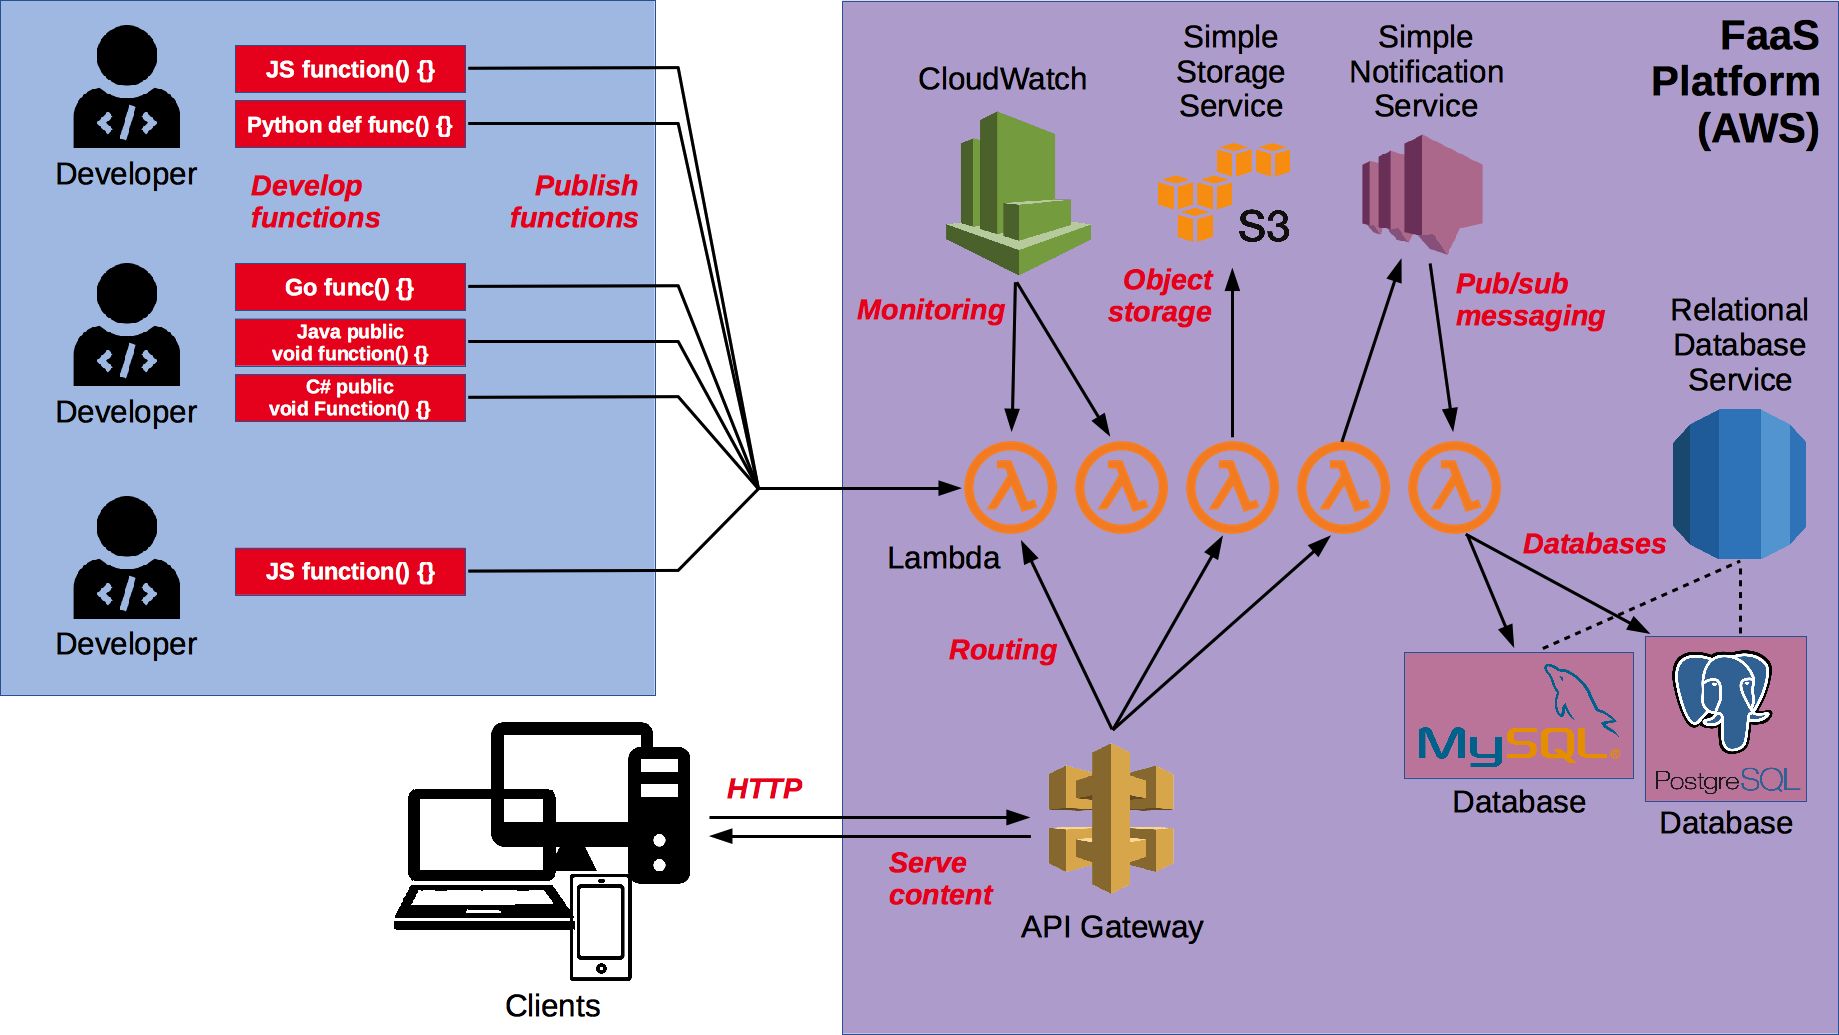 Developer
JS function() {}
Python def func() {}
Develop
functions
Publish
functions
Developer
Go func() {}
Java public
void function() {}
C# public
void Function() {}
Developer
JS function() {}
Clients
HTTP
Serve
content
FaaS
Platform
(AWS)
CloudWatch
Simple
Storage
Service
Simple
Notification
Service
S3
Monitoring
Object
storage
Pub/sub
messaging
Relational
Database
Service
Lambda
Databases
Routing
MySQL®
Database
PostgreSQL
Database
API Gateway